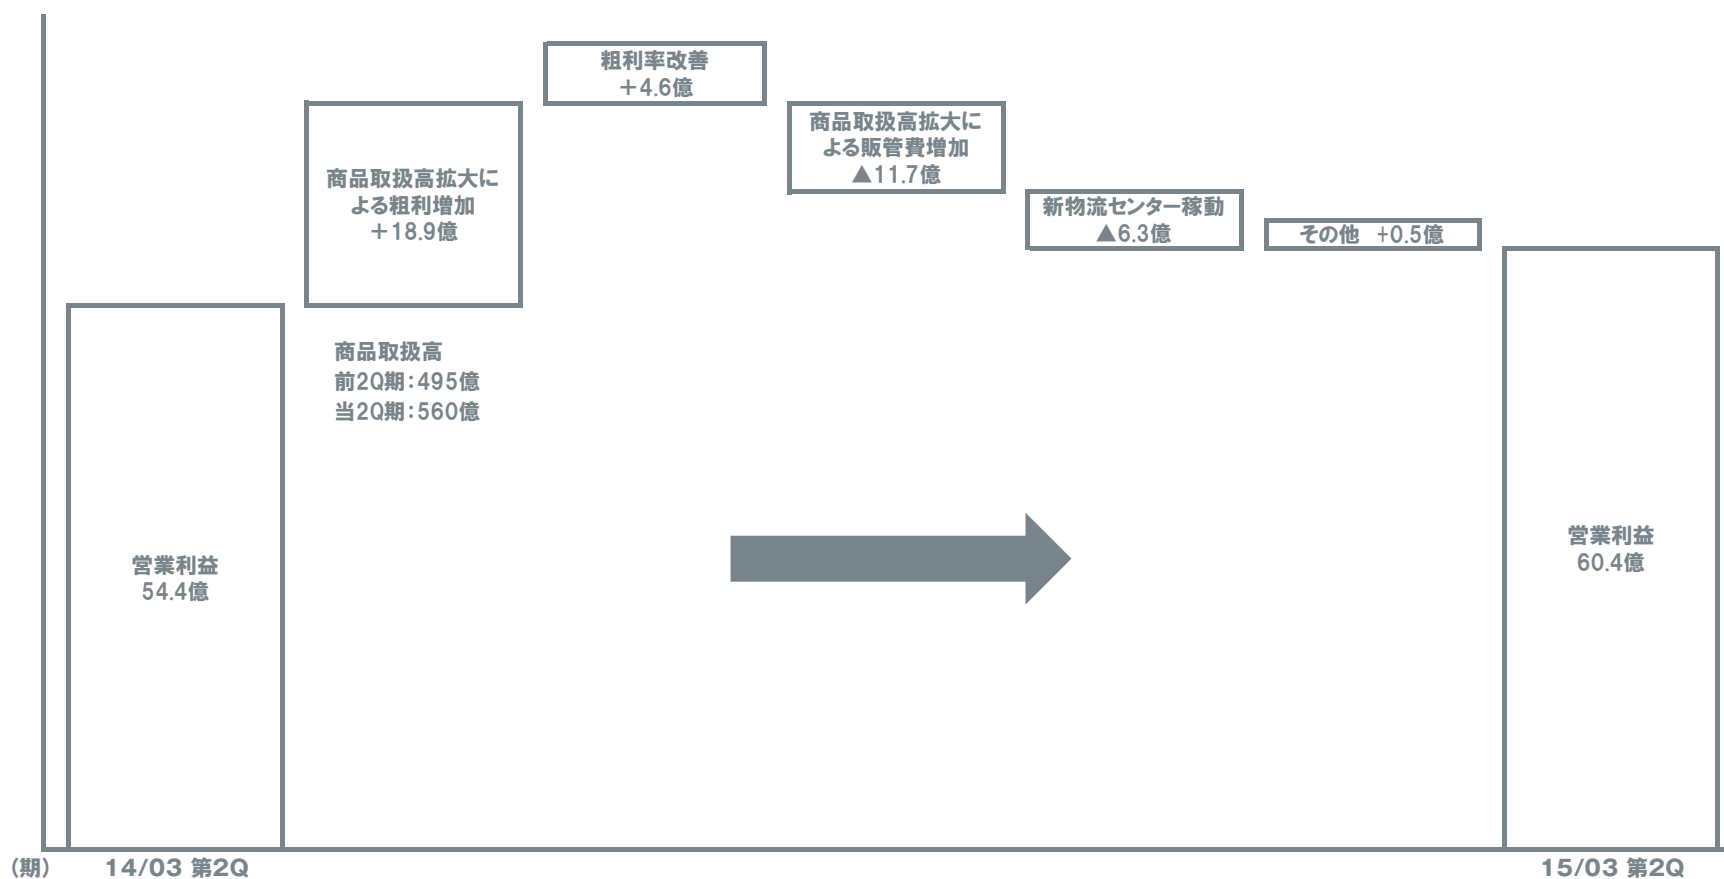 粗利率改善
＋4.6億
商品取扱高拡大に
よる販管費増加
▲11.7億
商品取扱高拡大に
よる粗利増加
＋18.9億
新物流センター稼動
▲6.3億
その他　+0.5億
商品取扱高
前2Q期：495億
当2Q期：560億
営業利益
54.4億
営業利益
60.4億
（期）
14/03 第2Q
15/03 第2Q